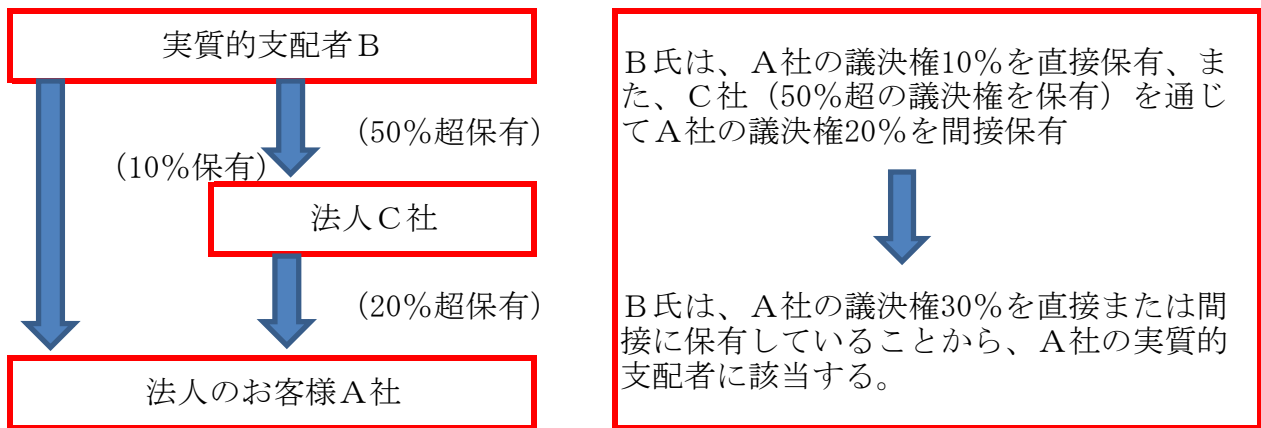 実質的支配者Ｂ
（50％超保有）
（10％保有）
法人Ｃ社
（20％超保有）
法人のお客様Ａ社
Ｂ氏は、Ａ社の議決権10％を直接保有、ま
た、Ｃ社（50％超の議決権を保有）を通じ
てＡ社の議決権20％を間接保有
Ｂ氏は、Ａ社の議決権30％を直接または間
接に保有していることから、Ａ社の実質的
支配者に該当する。